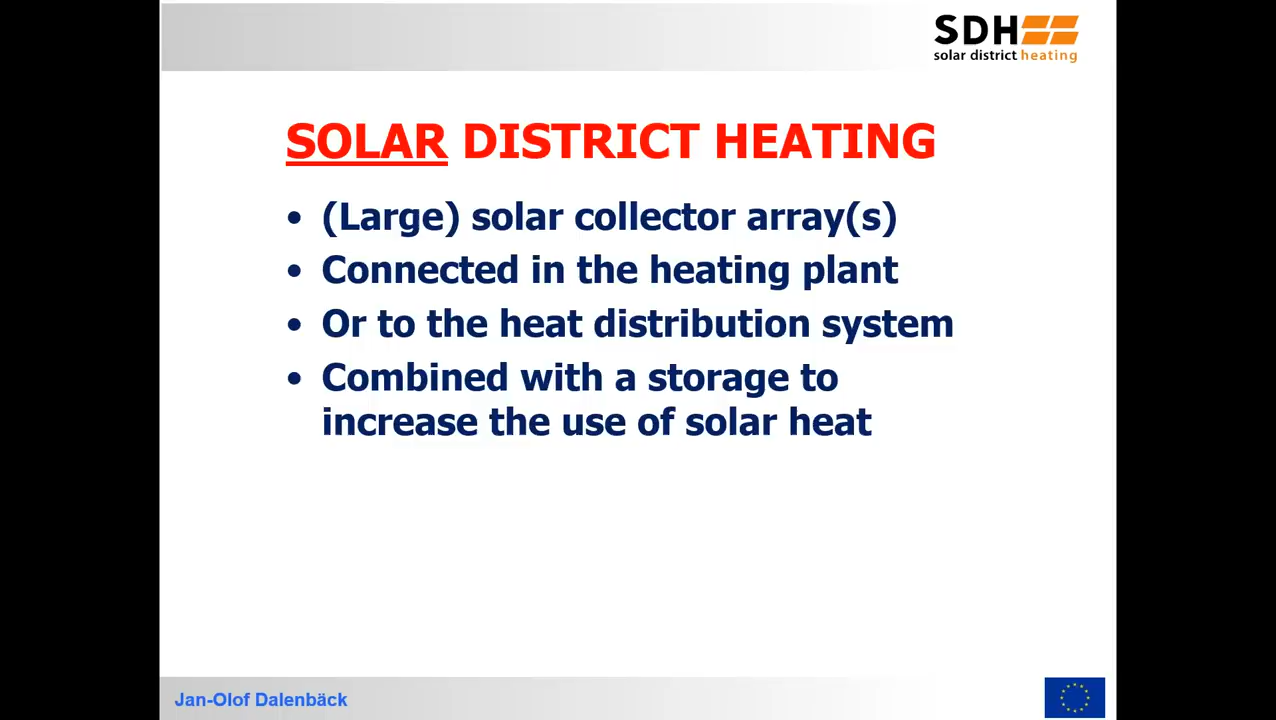 SDH
solar district heating
SOLAR DISTRICT HEATING
• (Large) solar collector array(s)
• Connected in the heating plant
• Or to the heat distribution system
• Combined with a storage to
increase the use of solar heat
Jan-Olof Dalenbäck